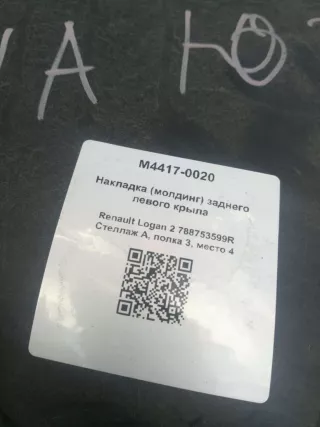 А Ю
M4417-0020
Накладка (молдинг) заднего
левого крыла
Renault Logan 2 788753599R
Стеллаж А, полка 3, место 4